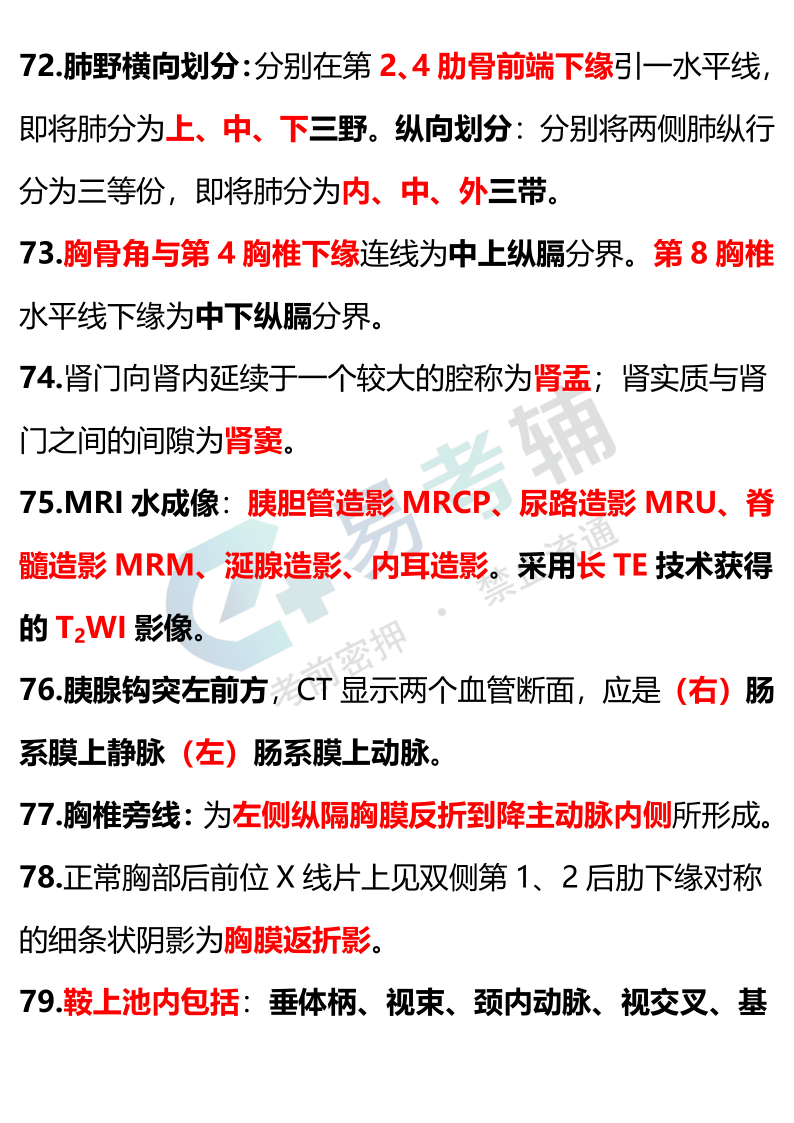 72.肺野横向划分：分别在第 2、4 肋骨前端下缘引一水平线，
即将肺分为上、中、下三野。纵向划分：分别将两侧肺纵行
分为三等份，即将肺分为内、中、外三带。
73.胸骨角与第 4 胸椎下缘连线为中上纵膈分界。第 8 胸椎
水平线下缘为中下纵膈分界。
74.肾门向肾内延续于一个较大的腔称为肾盂；肾实质与肾
门之间的间隙为肾窦。
75.MRI 水成像：胰胆管造影 MRCP、尿路造影 MRU、脊
髓造影 MRM、涎腺造影、内耳造影。采用长 TE 技术获得
的 T₂WI 影像。
76.胰腺钩突左前方，CT 显示两个血管断面，应是（右）肠
系膜上静脉（左）肠系膜上动脉。
77.胸椎旁线：为左侧纵隔胸膜反折到降主动脉内侧所形成。
78.正常胸部后前位 X 线片上见双侧第 1、2 后肋下缘对称
的细条状阴影为胸膜返折影。
79.鞍上池内包括：垂体柄、视束、颈内动脉、视交叉、基
易考辅
考前密押 · 禁止流通